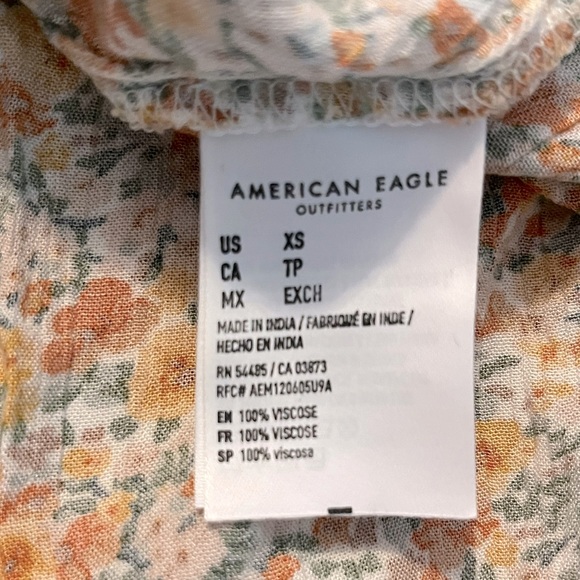 AMERICAN EAGLE
OUTFITTERS
US XS
CA TP
MX EXCH
MADE IN INDIA / FABRIQUÉ EN INDE /
HECHO EN INDIA
RN 54485 / CA 03873
RFC# AEM120605U9A
EN 100% VISCOSE
FR 100% VISCOSE
SP 100% viscosa